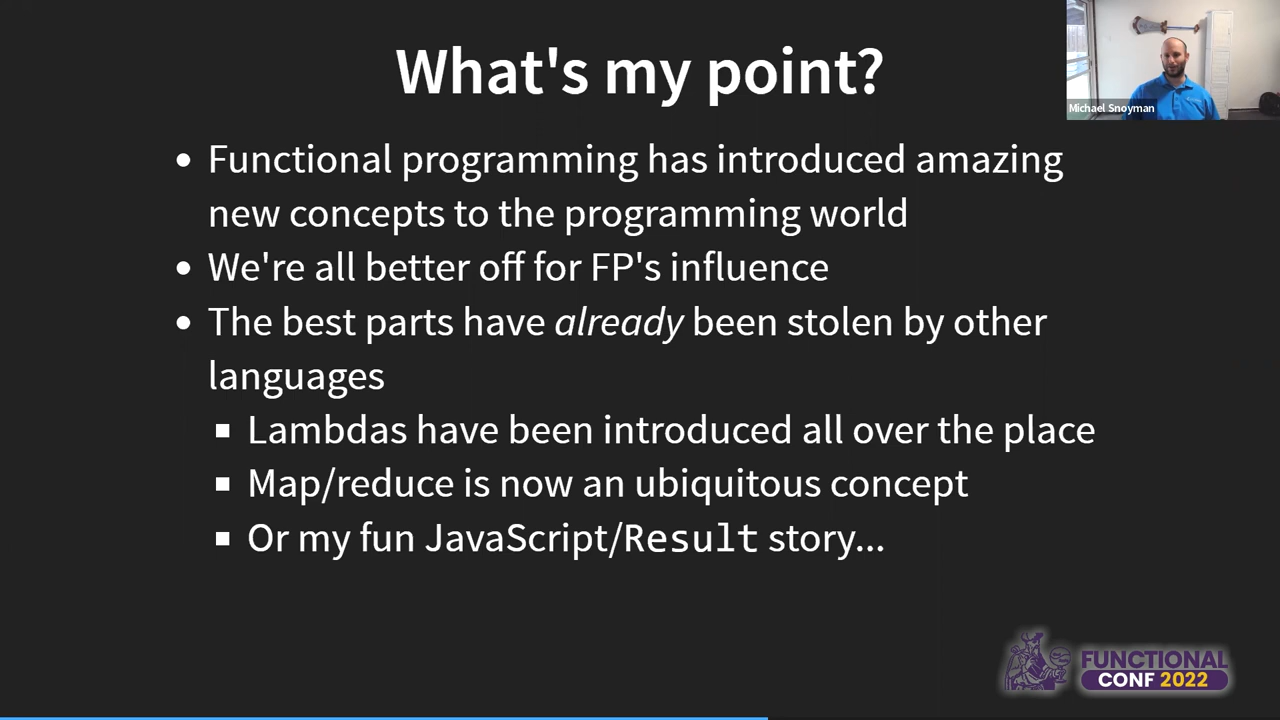 What's my point?
Michael Snoyman
Functional programming has introduced amazing
new concepts to the programming world
We're all better off for FP's influence
The best parts have already been stolen by other
languages
Lambdas have been introduced all over the place
Map/reduce is now an ubiquitous concept
Or my fun JavaScript/Result story...
FUNCTIONAL
CONF 2022